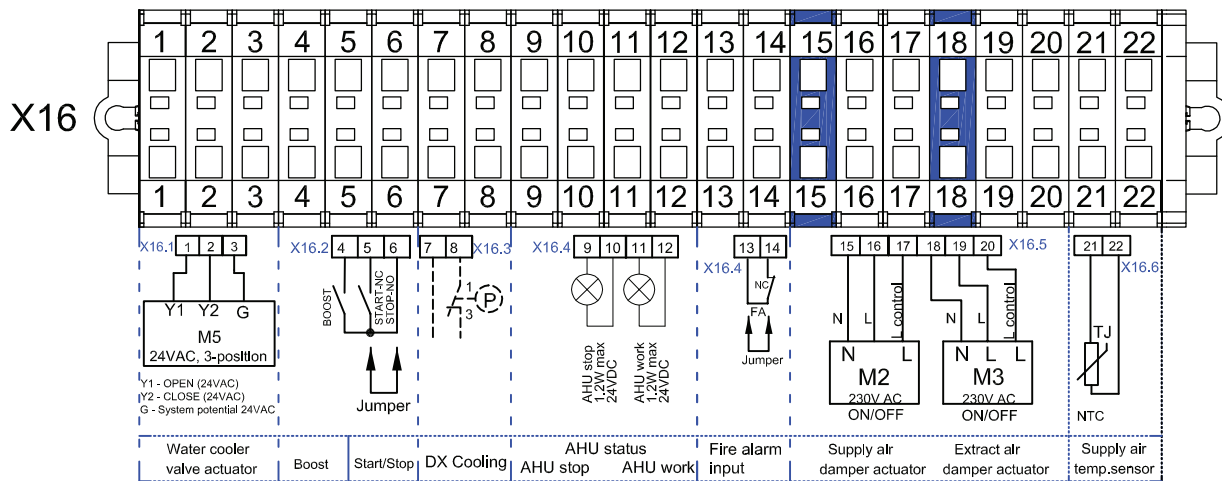 1 2 3 4 5 6 7 8 9 10 11 12 13 14 15 16 17 18 19 20 21 22
X16
1 2 3 4 5 6 7 8 9 10 11 12 13 14 15 16 17 18 19 20 21 22
X16.1 1 2 3
Y1 Y2 G
M5
24VAC, 3-position
Y1 - OPEN (24VAC)
Y2 - CLOSE (24VAC)
G - System potential 24VAC
X16.2 4 5 6
BOOST
START-NC
STOP-NO
Jumper
7 8 X16.3
1
P
3
X16.4 9 10 11 12
AHU stop
1.2W max
24VDC
AHU work
1.2W max
24VDC
13 14
X16.4
NC
FA
Jumper
15 16 17 18 19 20 X16.5
N L L control
N L L
M2
230V AC
ON/OFF
N L L control
N L L
M3
230V AC
ON/OFF
21 22
X16.6
TJ
NTC
Water cooler
valve actuator
Boost
Start/Stop
DX Cooling
AHU status
AHU stop AHU work
Fire alarm
input
Supply air
damper actuator
Extract air
damper actuator
Supply air
temp.sensor